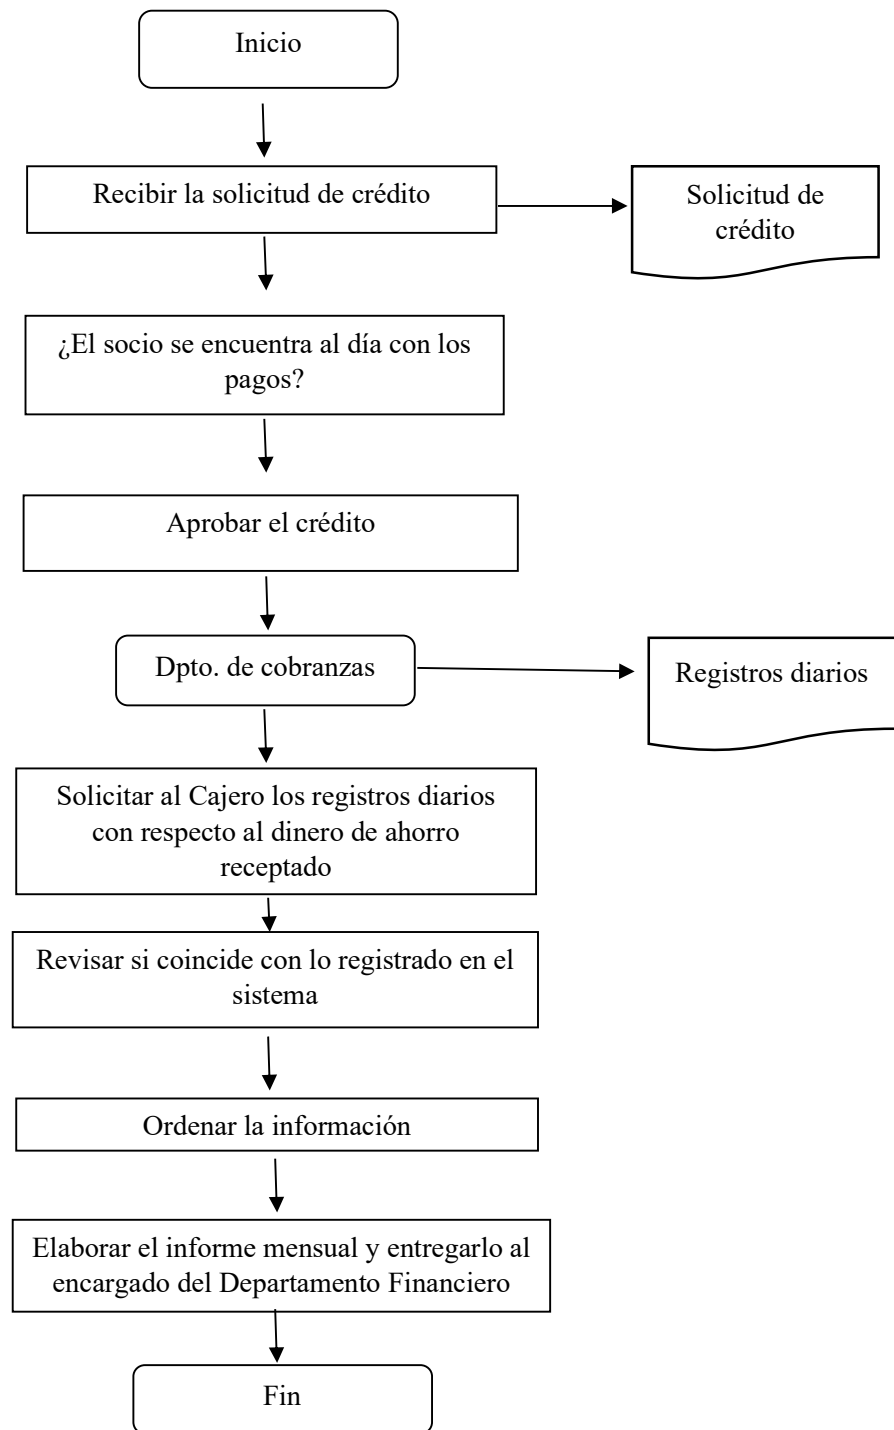 Inicio
Recibir la solicitud de crédito
Solicitud de
crédito
¿El socio se encuentra al día con los
pagos?
Aprobar el crédito
Dpto. de cobranzas
Registros diarios
Solicitar al Cajero los registros diarios
con respecto al dinero de ahorro
receptado
Revisar si coincide con lo registrado en el
sistema
Ordenar la información
Elaborar el informe mensual y entregarlo al
encargado del Departamento Financiero
Fin